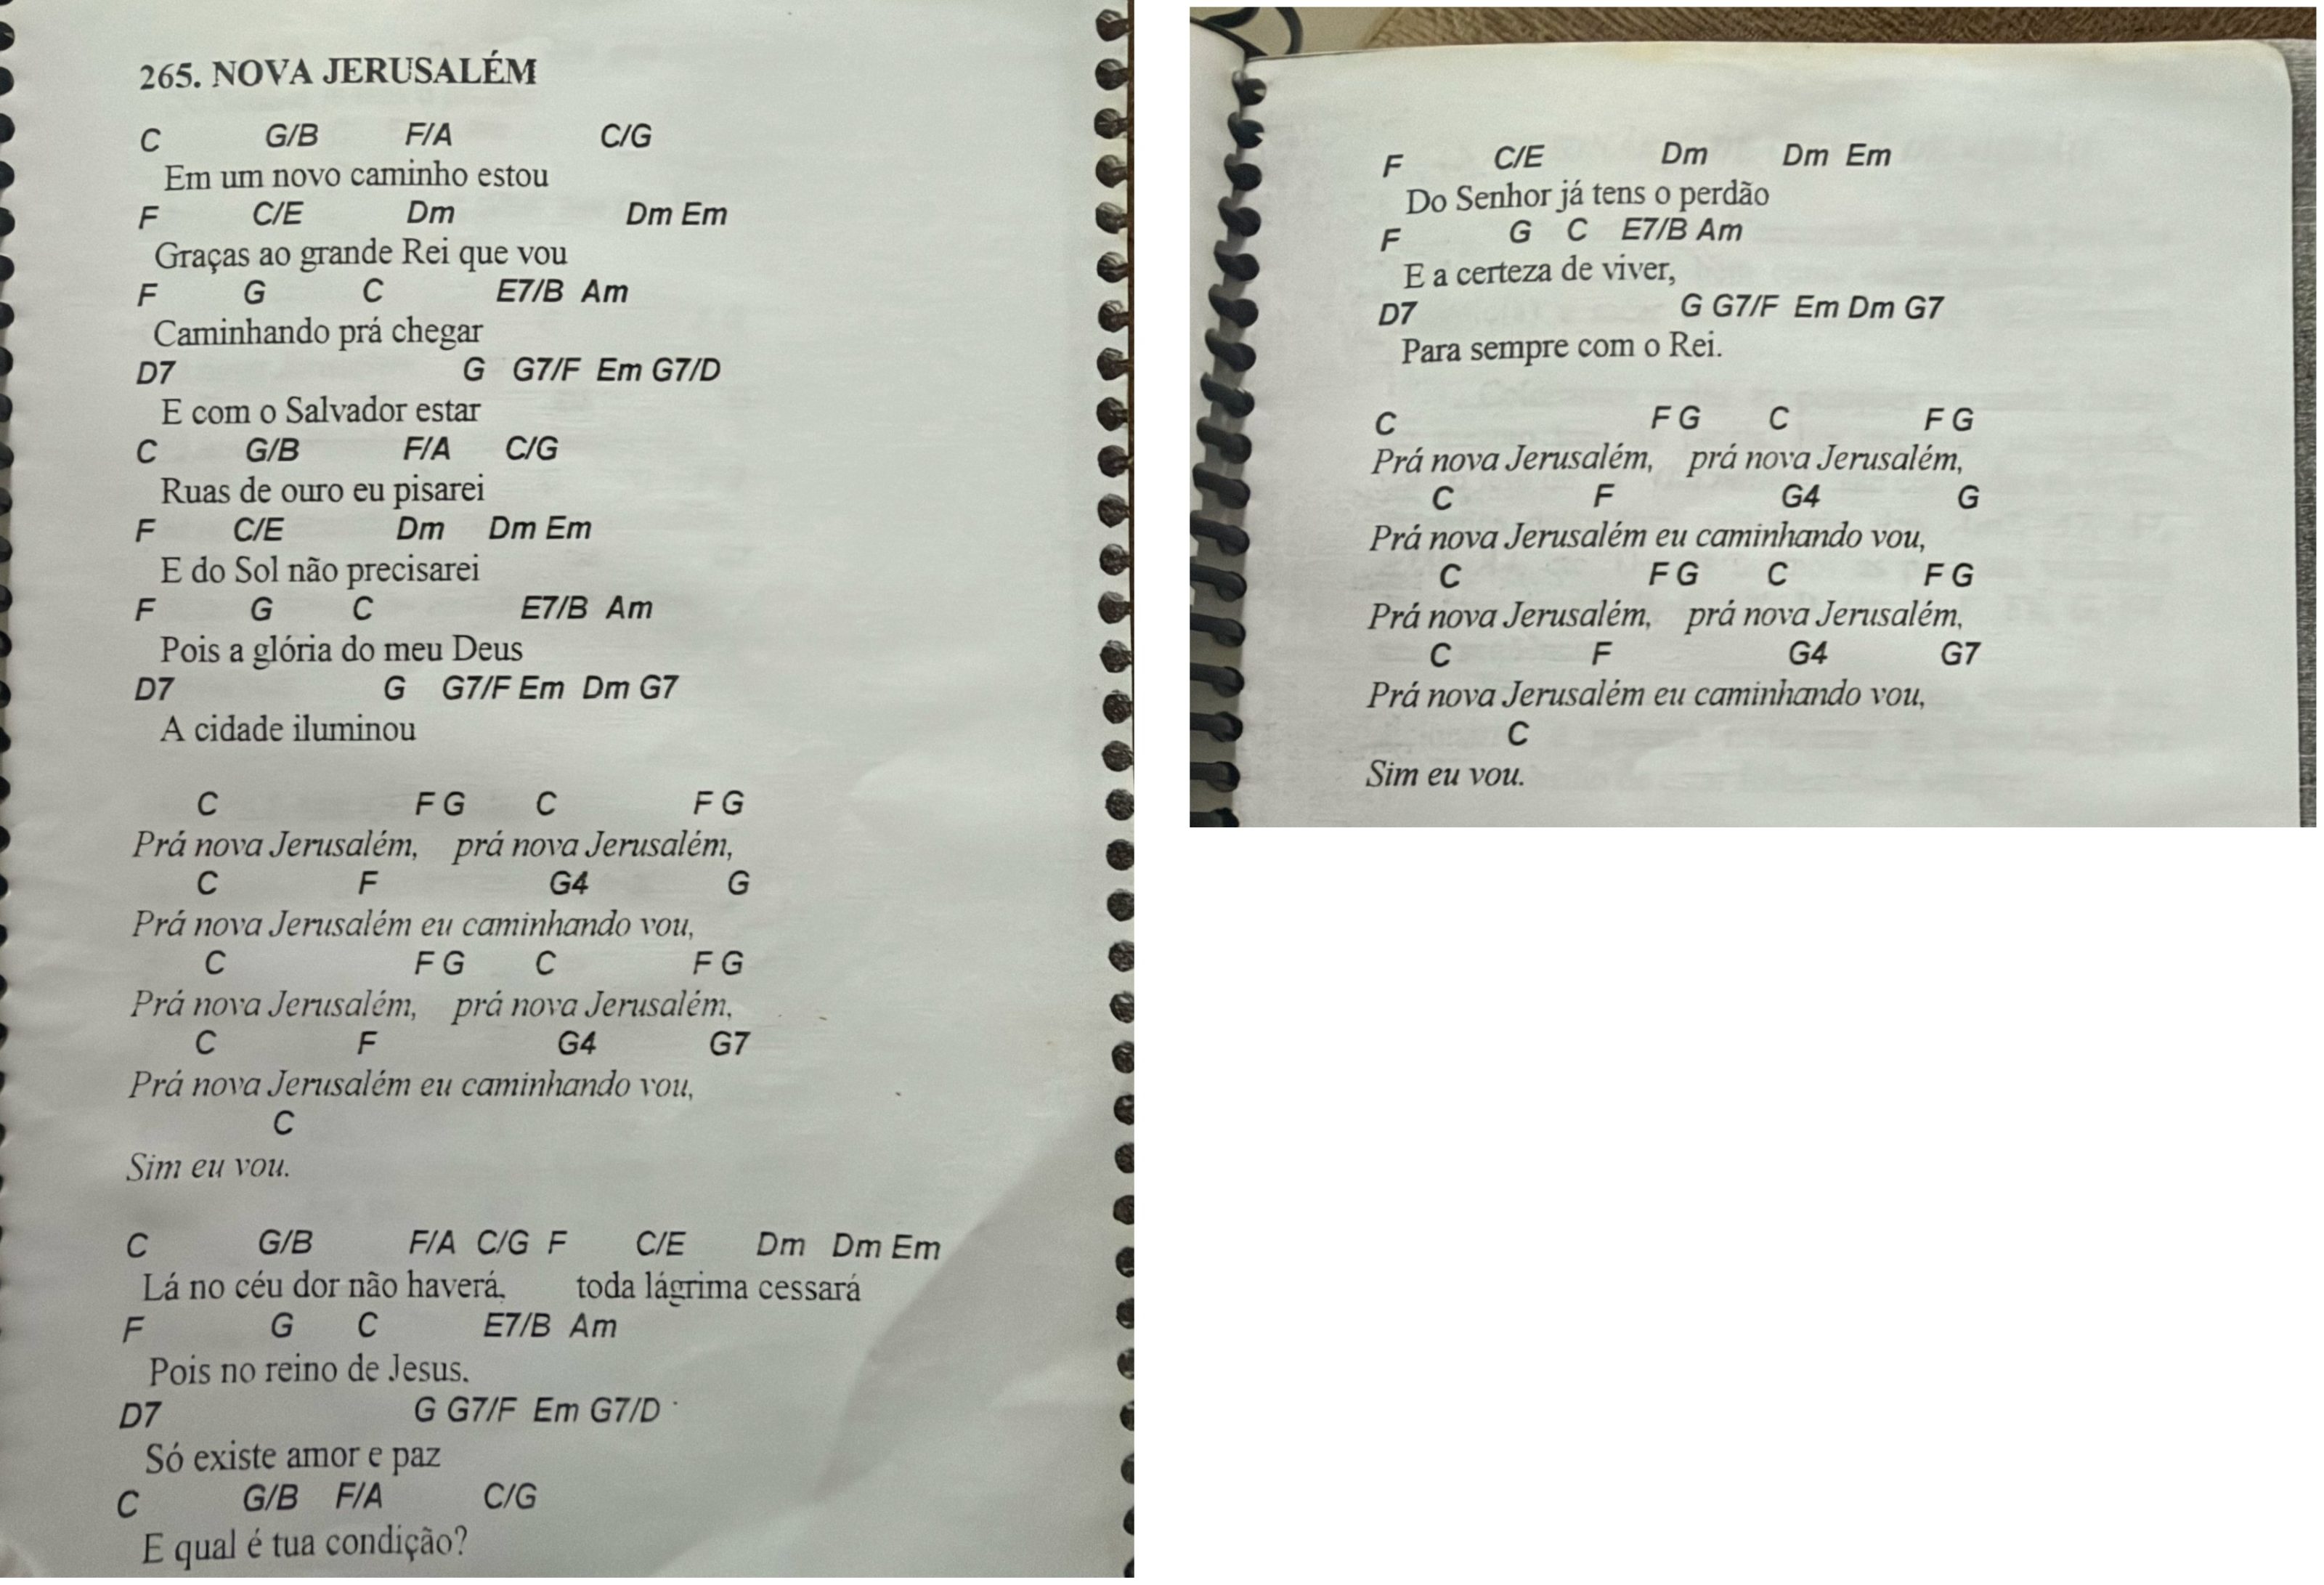 265. NOVA JERUSALÉM
C G/B F/A C/G
Em um novo caminho estou
F C/E Dm Dm Em
Graças ao grande Rei que vou
F G C E7/B Am
Caminhando prá chegar
D7 G G7/F Em G7/D
E com o Salvador estar
C G/B F/A C/G
Ruas de ouro eu pisarei
F C/E Dm Dm Em
E do Sol não precisarei
F G C E7/B Am
Pois a glória do meu Deus
D7 G G7/F Em Dm G7
A cidade iluminou
C F G C F G
Prá nova Jerusalém, prá nova Jerusalém,
C F G4 G
Prá nova Jerusalém eu caminhando vou,
C F G C F G
Prá nova Jerusalém, prá nova Jerusalém,
C F G4 G7
Prá nova Jerusalém eu caminhando vou,
C
Sim eu vou.
C G/B F/A C/G F C/E Dm Dm Em
Lá no céu dor não haverá, toda lágrima cessará
F G C E7/B Am
Pois no reino de Jesus.
D7 G G7/F Em G7/D
Só existe amor e paz
C G/B F/A C/G
E qual é tua condição?
F C/E Dm Dm Em
Do Senhor já tens o perdão
F G C E7/B Am
E a certeza de viver,
D7 G G7/F Em Dm G7
Para sempre com o Rei.
C F G C F G
Prá nova Jerusalém, prá nova Jerusalém,
C F G4 G
Prá nova Jerusalém eu caminhando vou,
C F G C F G
Prá nova Jerusalém, prá nova Jerusalém,
C F G4 G7
Prá nova Jerusalém eu caminhando vou,
C
Sim eu vou.